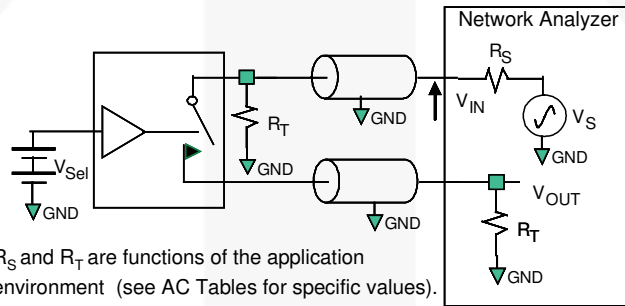 Network Analyzer
R_S
V_IN
V_S
GND
GND
R_T
GND
V_Sel
GND
GND
V_OUT
R_T
GND
R_S and R_T are functions of the application
environment (see AC Tables for specific values).